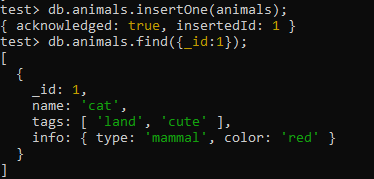 test> db.animals.insertOne(animals);
{ acknowledged: true, insertedId: 1 }
test> db.animals.find({_id:1});
[
  {
    _id: 1,
    name: 'cat',
    tags: [ 'land', 'cute' ],
    info: { type: 'mammal', color: 'red' }
  }
]